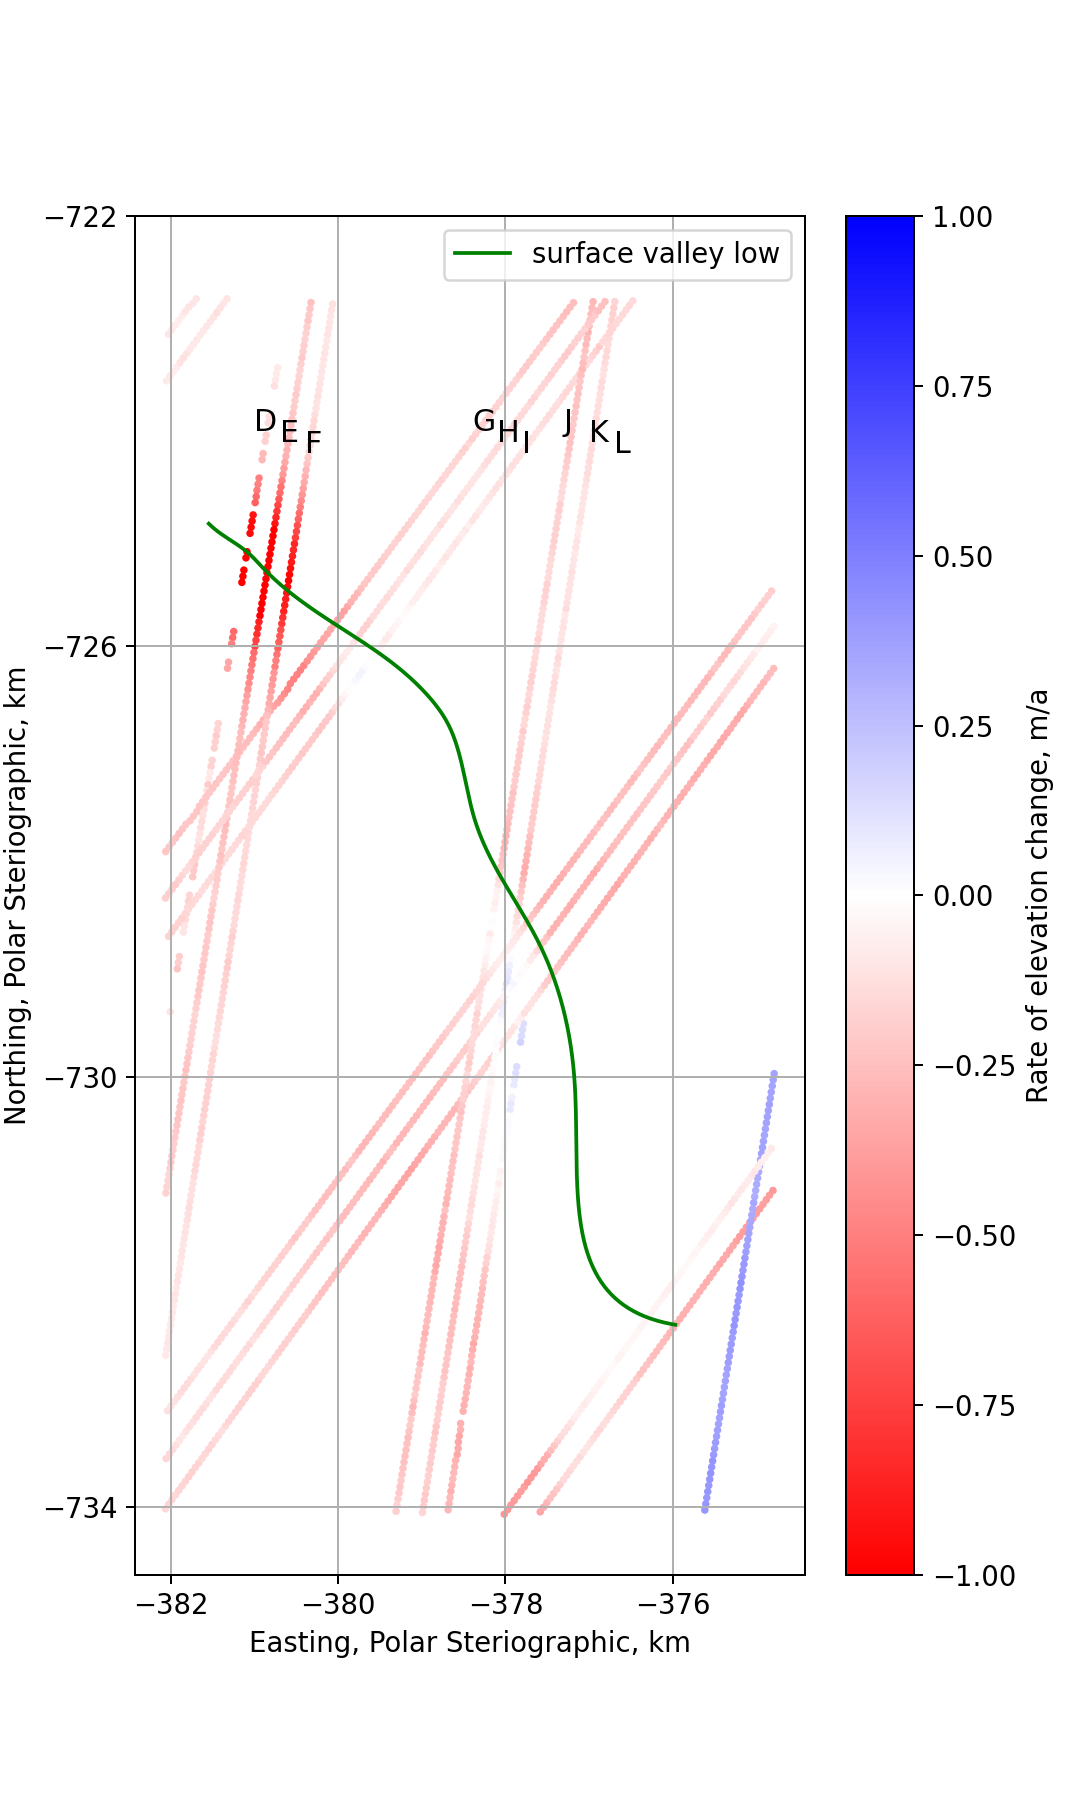 surface valley low
−722
−726
−730
−734
−382
−380
−378
−376
Easting, Polar Steriographic, km
Northing, Polar Steriographic, km
D
E
F
G
H
I
J
K
L
1.00
0.75
0.50
0.25
0.00
−0.25
−0.50
−0.75
−1.00
Rate of elevation change, m/a